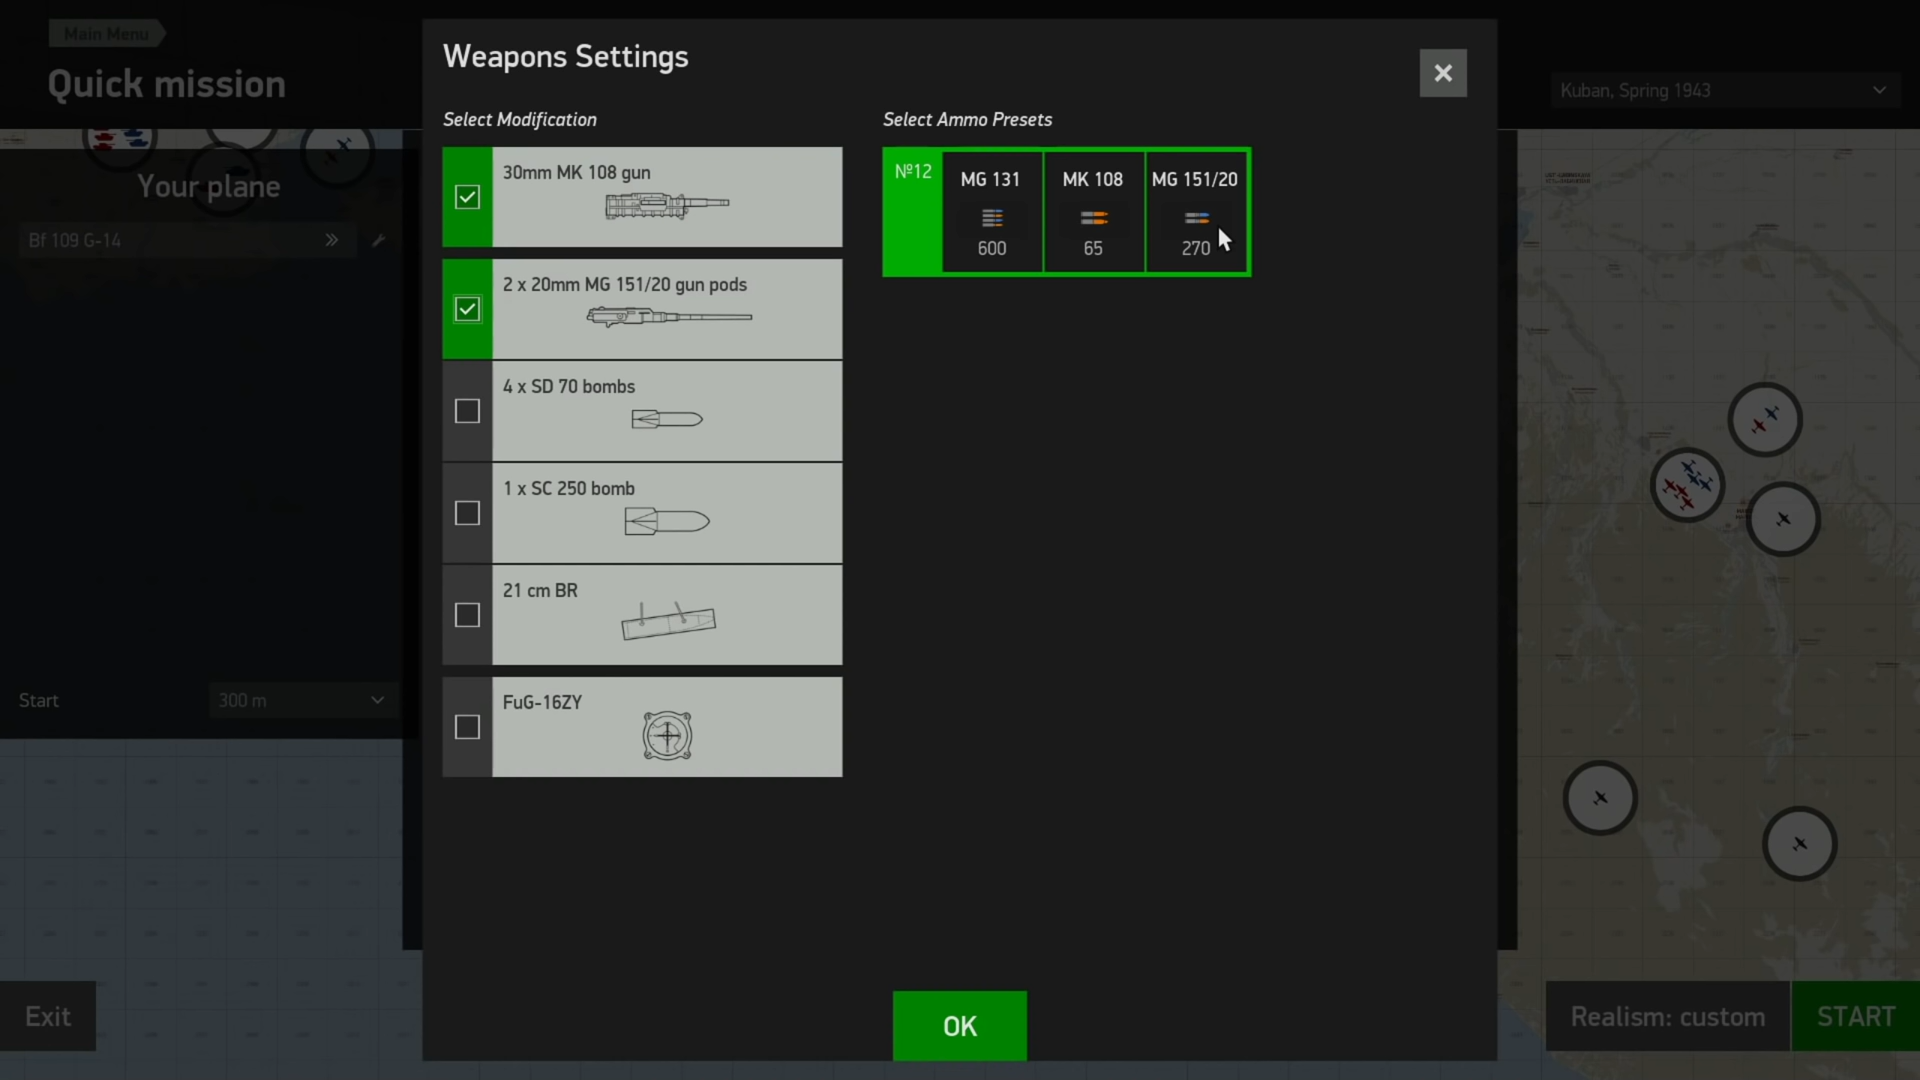 Main Menu
Quick mission
Your plane
Bf 109 G-14
Start
300 m
Exit
Weapons Settings
Select Modification
30mm MK 108 gun
2 x 20mm MG 151/20 gun pods
4 x SD 70 bombs
1 x SC 250 bomb
21 cm BR
FuG-16ZY
Select Ammo Presets
Nº12
MG 131
600
MK 108
65
MG 151/20
270
OK
Kuban, Spring 1943
Realism: custom
START